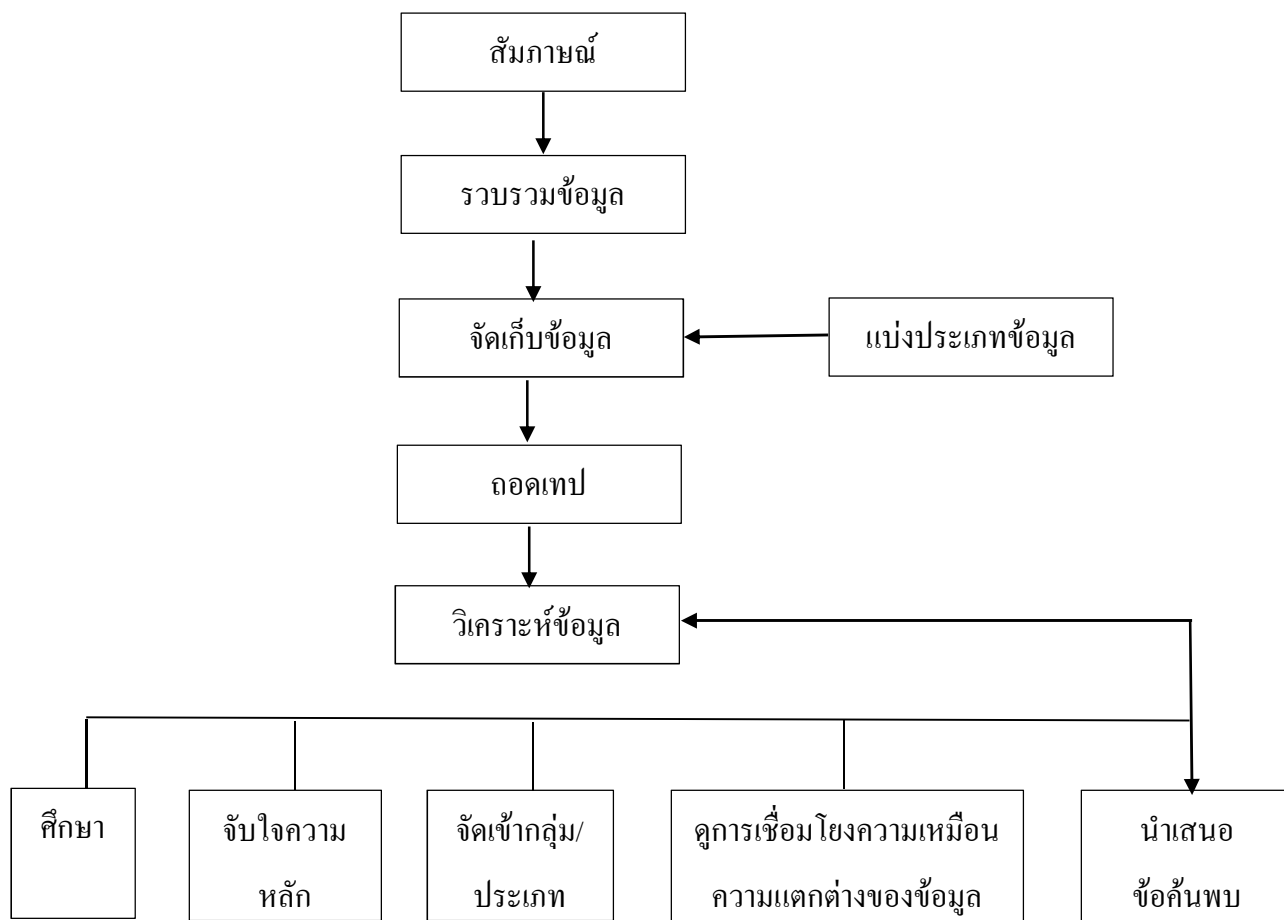 สัมภาษณ์
รวบรวมข้อมูล
จัดเก็บข้อมูล
แบ่งประเภทข้อมูล
ถอดเทป
วิเคราะห์ข้อมูล
ศึกษา
จับใจความ
หลัก
จัดเข้ากลุ่ม/
ประเภท
ดูการเชื่อมโยงความเหมือน
ความแตกต่างของข้อมูล
นำเสนอ
ข้อค้นพบ